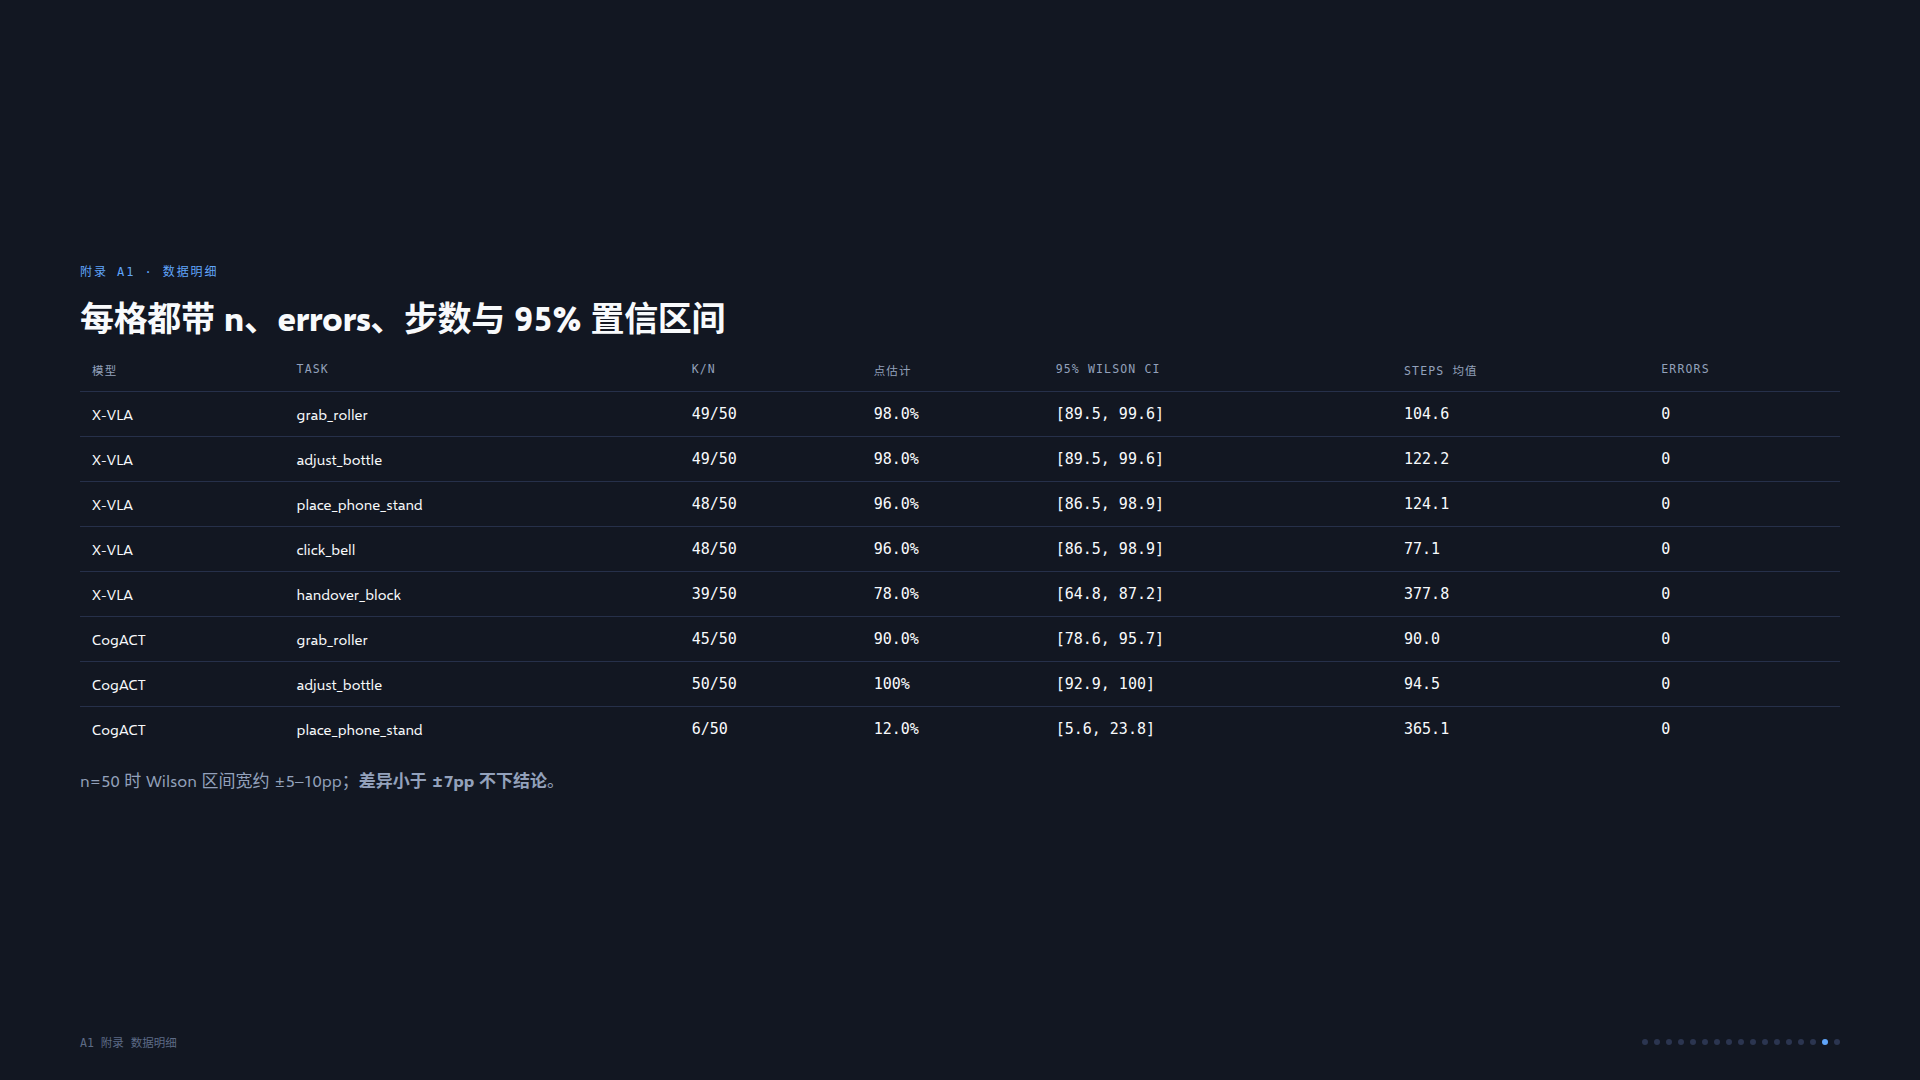 附录 A1 · 数据明细
每格都带 n、errors、步数与 95% 置信区间
模型 TASK K/N 点估计 95% WILSON CI STEPS 均值 ERRORS
X-VLA grab_roller 49/50 98.0% [89.5, 99.6] 104.6 0
X-VLA adjust_bottle 49/50 98.0% [89.5, 99.6] 122.2 0
X-VLA place_phone_stand 48/50 96.0% [86.5, 98.9] 124.1 0
X-VLA click_bell 48/50 96.0% [86.5, 98.9] 77.1 0
X-VLA handover_block 39/50 78.0% [64.8, 87.2] 377.8 0
CogACT grab_roller 45/50 90.0% [78.6, 95.7] 90.0 0
CogACT adjust_bottle 50/50 100% [92.9, 100] 94.5 0
CogACT place_phone_stand 6/50 12.0% [5.6, 23.8] 365.1 0
n=50 时 Wilson 区间宽约 ±5–10pp；差异小于 ±7pp 不下结论。
A1 附录 数据明细